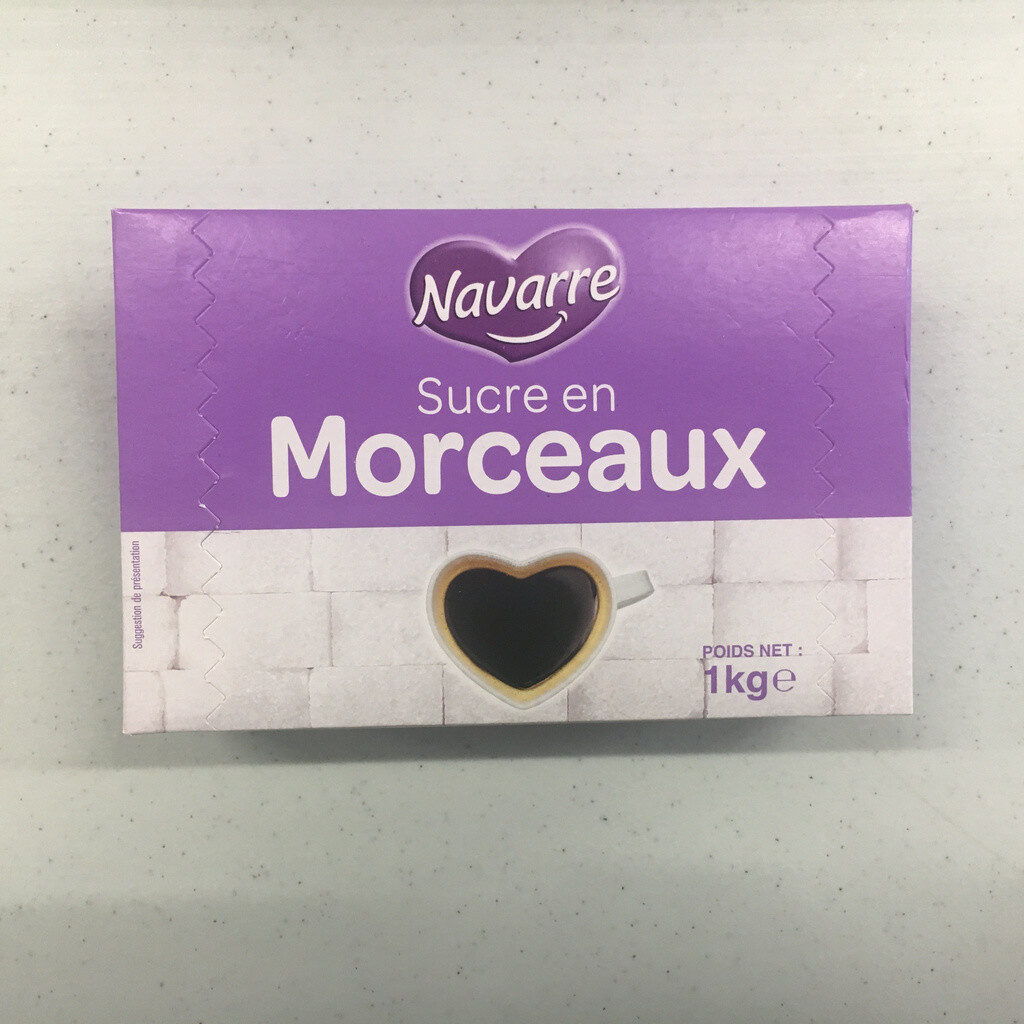 Navarre
Sucre en
Morceaux
Suggestion de présentation
POIDS NET :
1kg℮